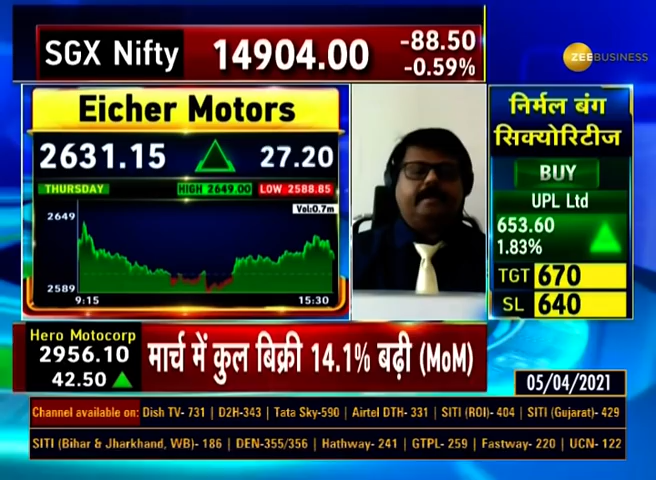 SGX Nifty 14904.00 -88.50
-0.59%
ZEE BUSINESS
Eicher Motors
2631.15 27.20
THURSDAY HIGH 2649.00 LOW 2588.85
Vol:0.7m
2649
2589
9:15 15:30
निर्मल बंग
सिक्योरिटीज
BUY
UPL Ltd
653.60
1.83%
TGT 670
SL 640
Hero Motocorp
2956.10
42.50
मार्च में कुल बिक्री 14.1% बढ़ी (MoM)
05/04/2021
Channel available on: Dish TV- 731 | D2H-343 | Tata Sky-590 | Airtel DTH- 331 | SITI (ROI)- 404 | SITI (Gujarat)- 429
SITI (Bihar & Jharkhand, WB)- 186 | DEN-355/356 | Hathway- 241 | GTPL- 259 | Fastway- 220 | UCN- 122